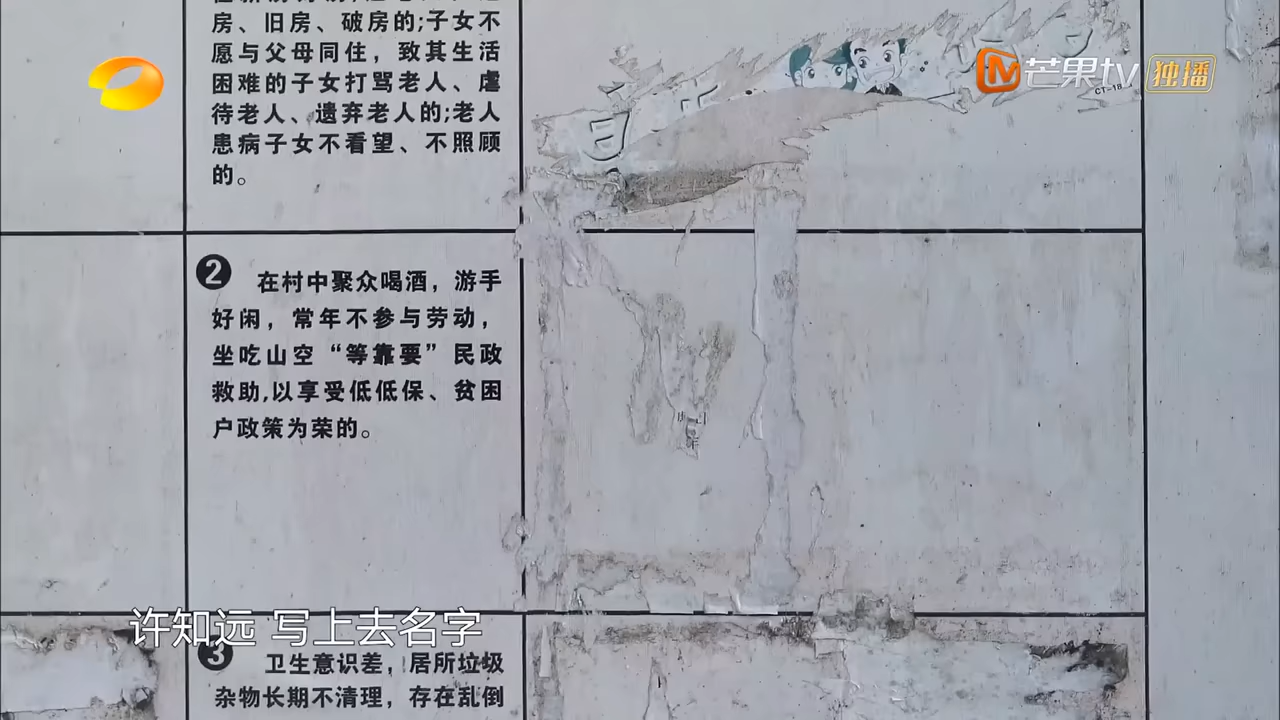 房、旧房、破房的;子女不
愿与父母同住，致其生活
困难的子女打骂老人、虐
待老人、遗弃老人的;老人
患病子女不看望、不照顾
的。
芒果tv 独播
CT-18
2 在村中聚众喝酒，游手
好闲，常年不参与劳动，
坐吃山空“等靠要”民政
救助,以享受低低保、贫困
户政策为荣的。
许知远 写上去名字
3 卫生意识差，居所垃圾
杂物长期不清理，存在乱倒